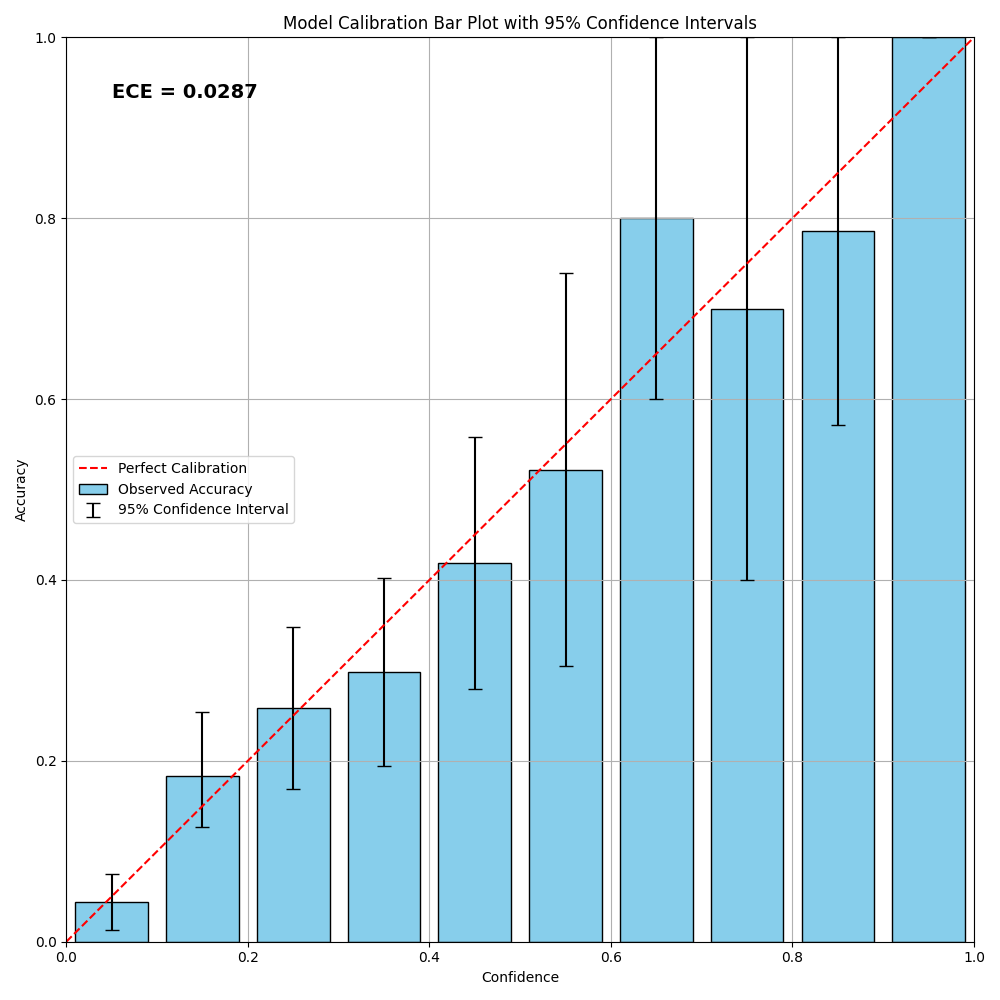 Model Calibration Bar Plot with 95% Confidence Intervals
1.0
ECE = 0.0287
0.8
0.6
Accuracy
Perfect Calibration
Observed Accuracy
95% Confidence Interval
0.4
0.2
0.0
0.0 0.2 0.4 0.6 0.8 1.0
Confidence